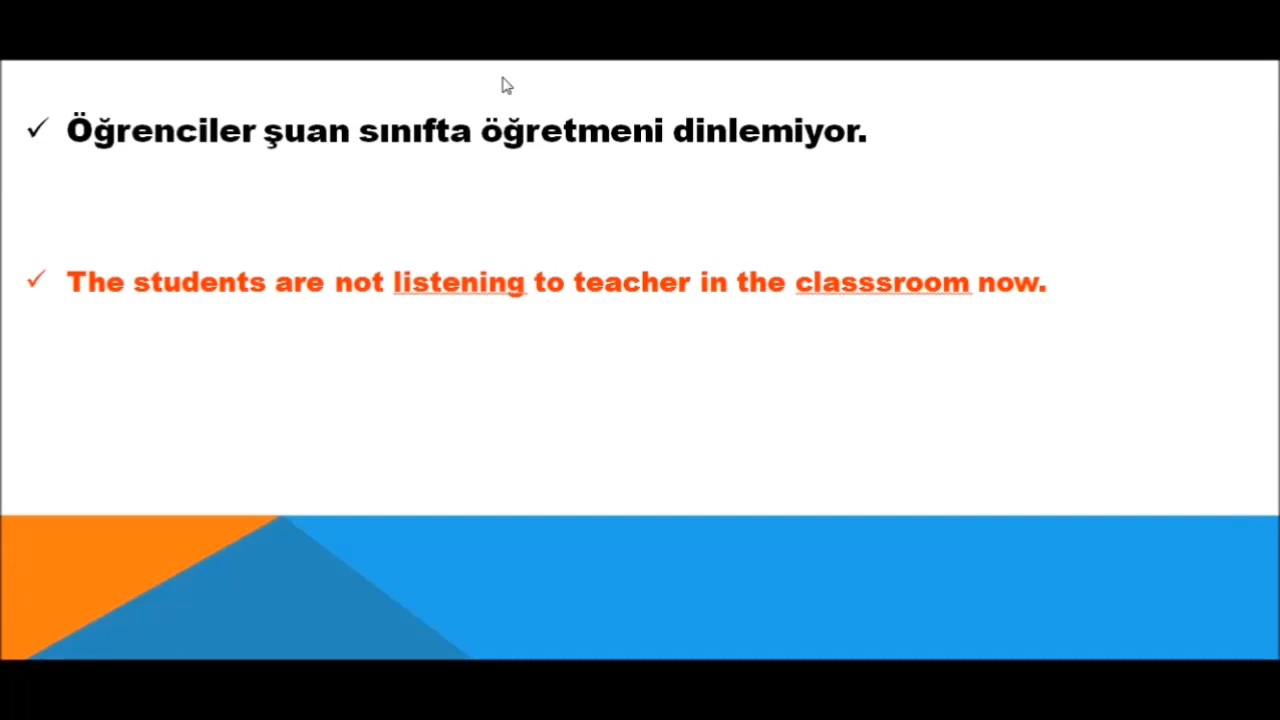 Öğrenciler şuan sınıfta öğretmeni dinlemiyor.
The students are not listening to teacher in the classsroom now.